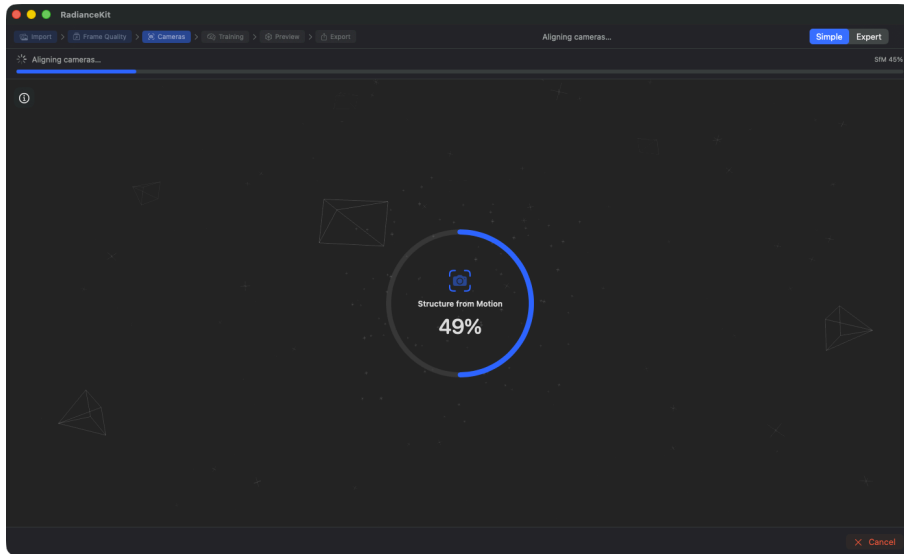 RadianceKit
Import > Frame Quality > Cameras > Training > Preview > Export
Aligning cameras...
Simple Expert
Aligning cameras...
SfM 45%
Structure from Motion
49%
Cancel